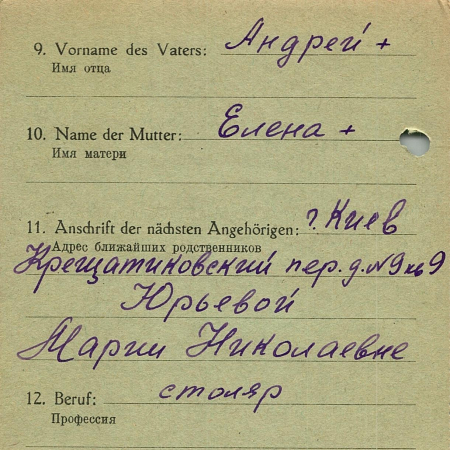 9. Vorname des Vaters: Андрей +
Имя отца
10. Name der Mutter: Елена +
Имя матери
11. Anschrift der nächsten Angehörigen: г. Киев
Адрес ближайших родственников
Крещатиковский пер. д. №9 кв 9
Юрьевой
Марии Николаевне
12. Beruf: столяр
Профессия